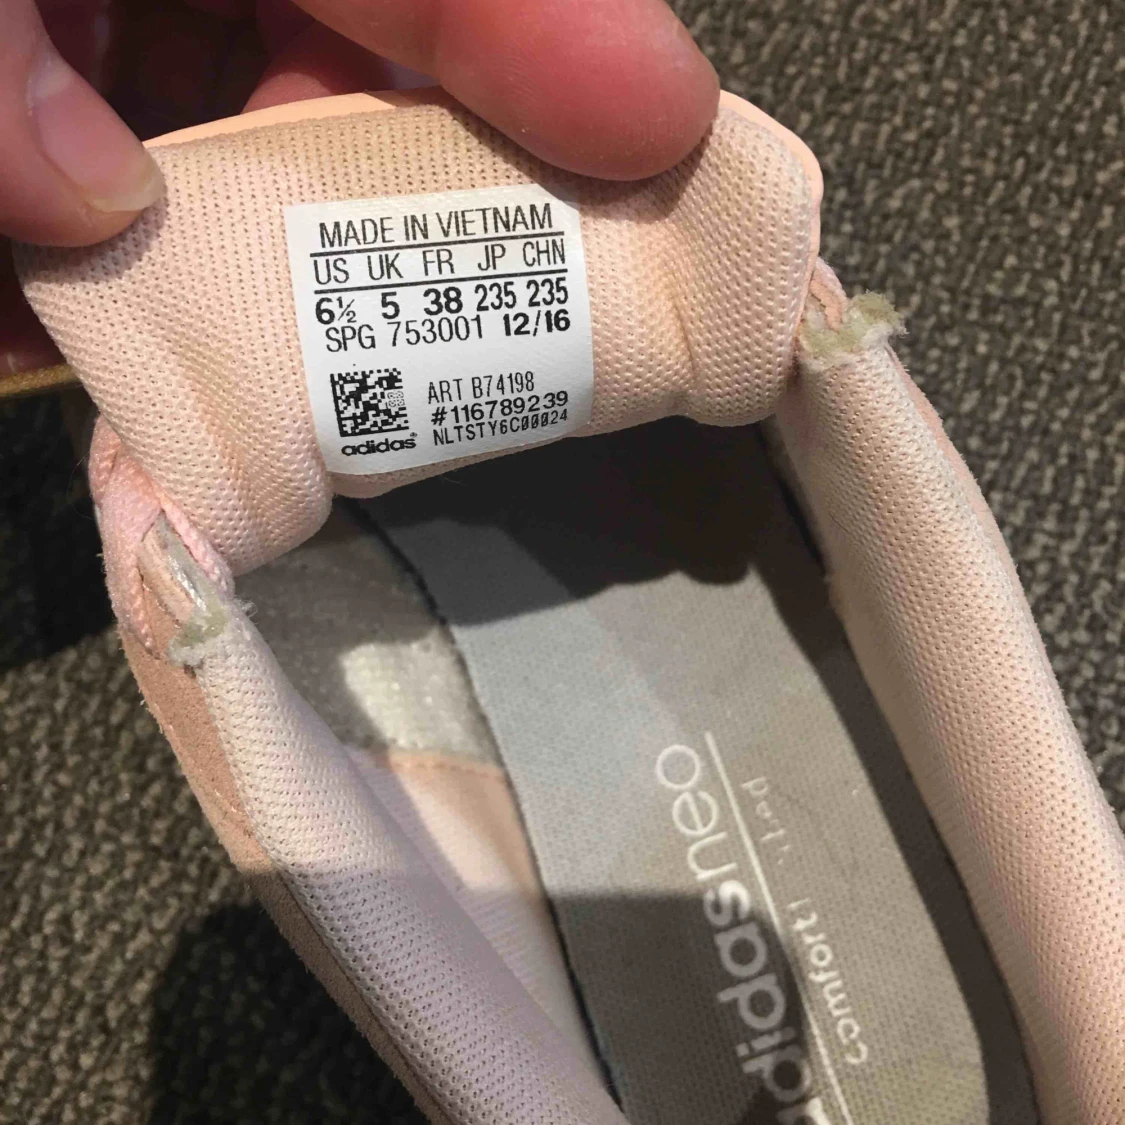 MADE IN VIETNAM
US UK FR JP CHN
6½ 5 38 235 235
SPG 753001 12/16
ART B74198
#116789239
NLTSTY6C00024
adidas
adidasneo
comfort